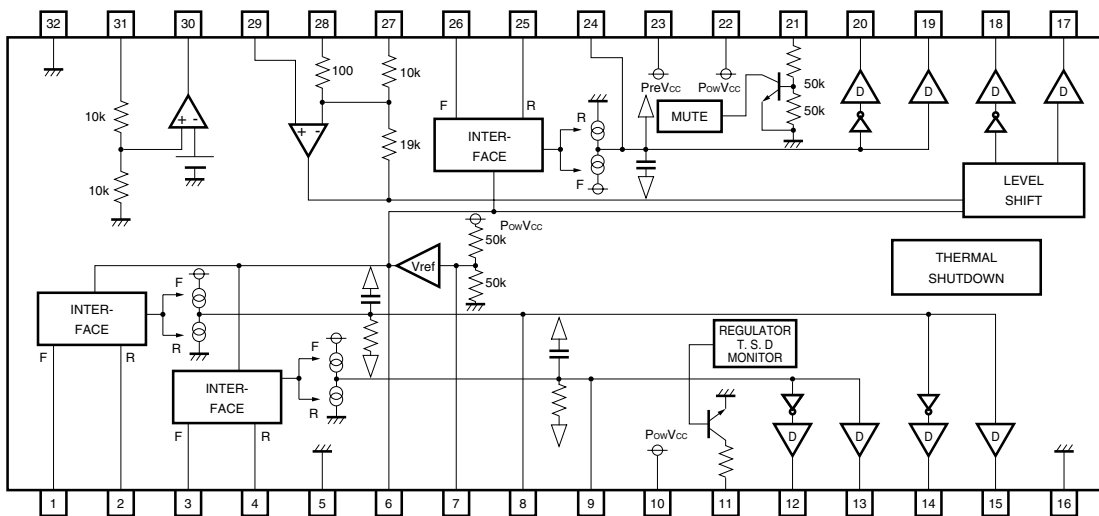 32 31 30 29 28 27 26 25 24 23 22 21 20 19 18 17
100
10k
F
R
PreVcc
PowVcc
50k
50k
D
D
D
D
10k
+ -
+ -
19k
INTER-
FACE
R
F
MUTE
10k
LEVEL
SHIFT
PowVcc
50k
Vref
50k
THERMAL
SHUTDOWN
INTER-
FACE
F
R
F
R
INTER-
FACE
F
R
F
R
REGULATOR
T. S. D
MONITOR
PowVcc
D
D
D
D
1 2 3 4 5 6 7 8 9 10 11 12 13 14 15 16